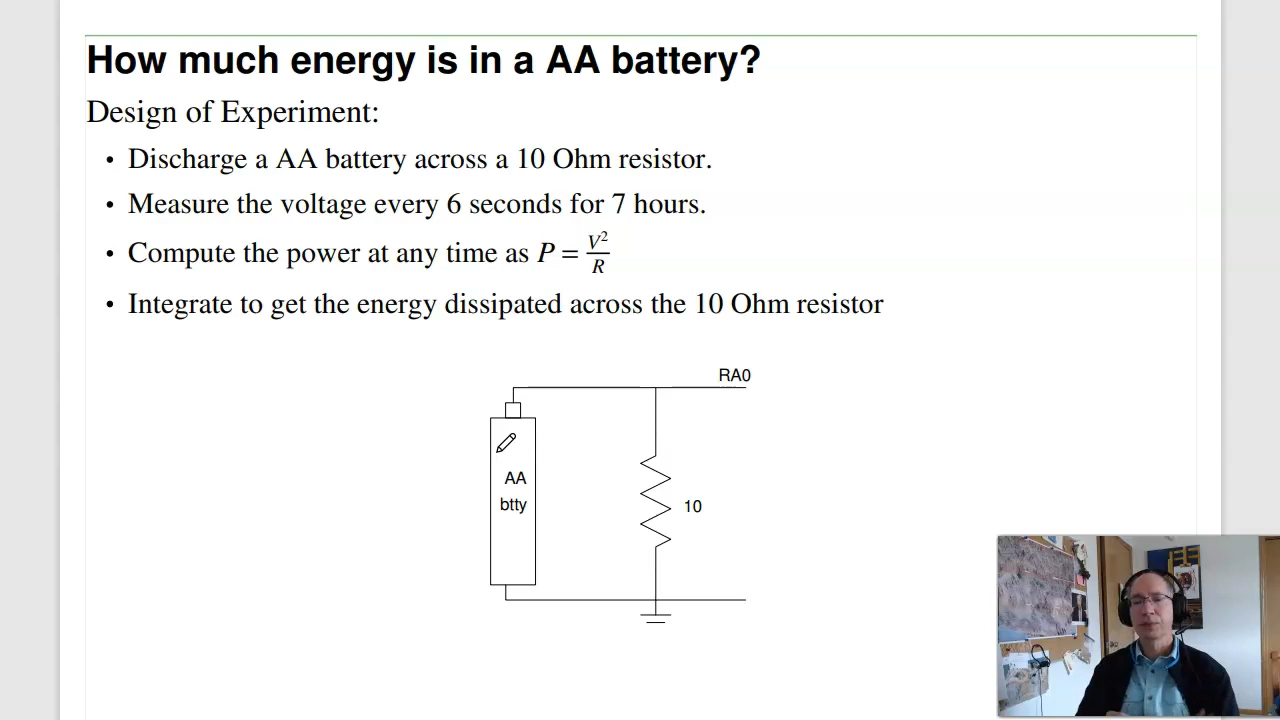 How much energy is in a AA battery?
Design of Experiment:
• Discharge a AA battery across a 10 Ohm resistor.
• Measure the voltage every 6 seconds for 7 hours.
• Compute the power at any time as P = V²/R
• Integrate to get the energy dissipated across the 10 Ohm resistor
RA0
AA
btty
10